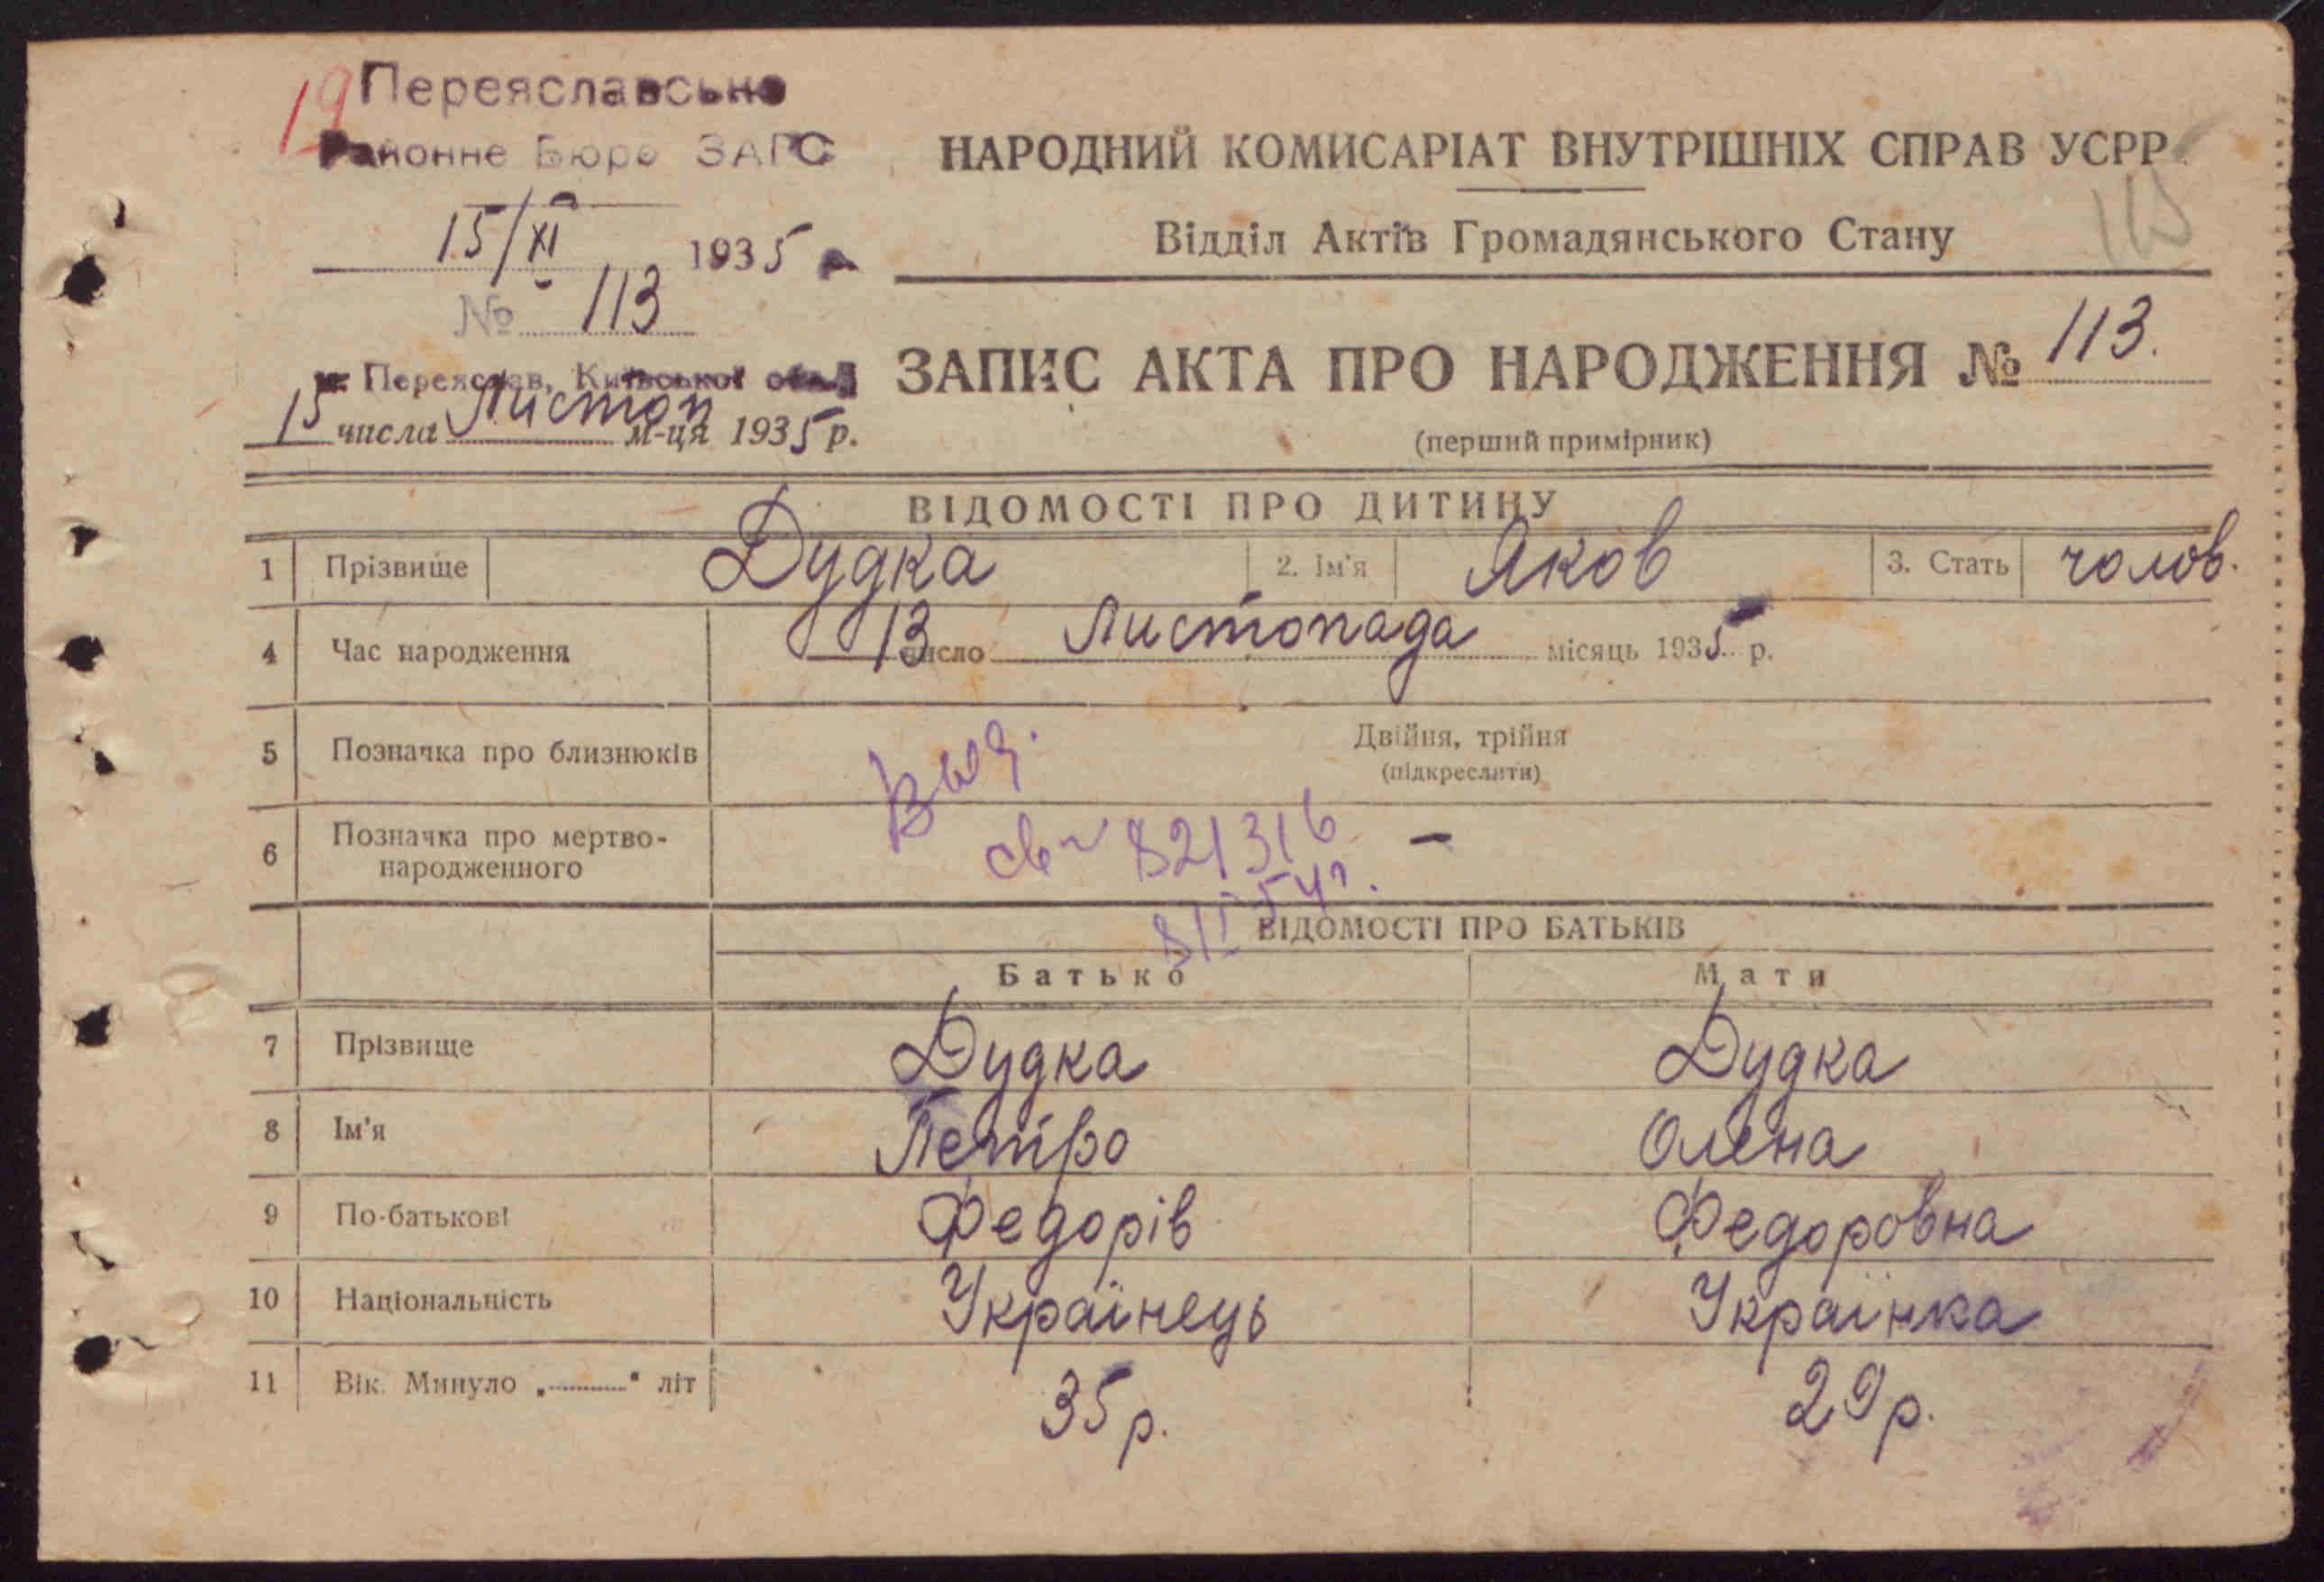 19
Переяславське
Районне Бюро ЗАГС
15/XI 1935
№ 113
м. Переяслав, Київської обл.
15 числа Листоп м-ця 1935 р.
НАРОДНИЙ КОМИСАРІАТ ВНУТРІШНІХ СПРАВ УСРР
Відділ Актів Громадянського Стану
ЗАПИС АКТА ПРО НАРОДЖЕННЯ № 113.
(перший примірник)
ВІДОМОСТІ ПРО ДИТИНУ
1 Прізвище Дудка 2. Ім'я Яков 3. Стать чолов.
4 Час народження 13 число Листопада місяць 1935 р.
5 Позначка про близнюків Двійня, трійня
(підкреслити)
6 Позначка про мертво-
народженного —
821316
ВІДОМОСТІ ПРО БАТЬКІВ
Батько Мати
7 Прізвище Дудка Дудка
8 Ім'я Петро Олена
9 По-батькові Федорів Федоровна
10 Національність Українець Українка
11 Вік. Минуло „..........“ літ 35 р. 29 р.